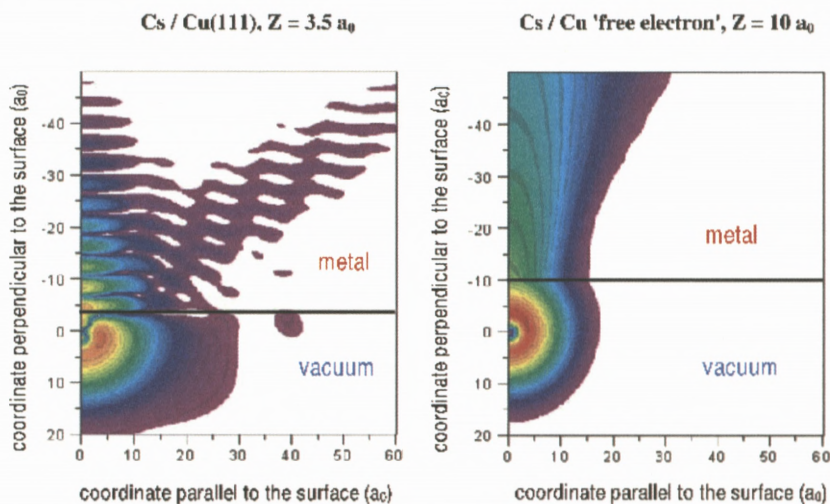 Cs / Cu(111), Z = 3.5 a₀
coordinate perpendicular to the surface (a₀)
-40
-30
-20
-10
0
10
20
metal
vacuum
0 10 20 30 40 50 60
coordinate parallel to the surface (a₀)
Cs / Cu 'free electron', Z = 10 a₀
coordinate perpendicular to the surface (a₀)
-40
-30
-20
-10
0
10
20
metal
vacuum
0 10 20 30 40 50 60
coordinate parallel to the surface (a₀)